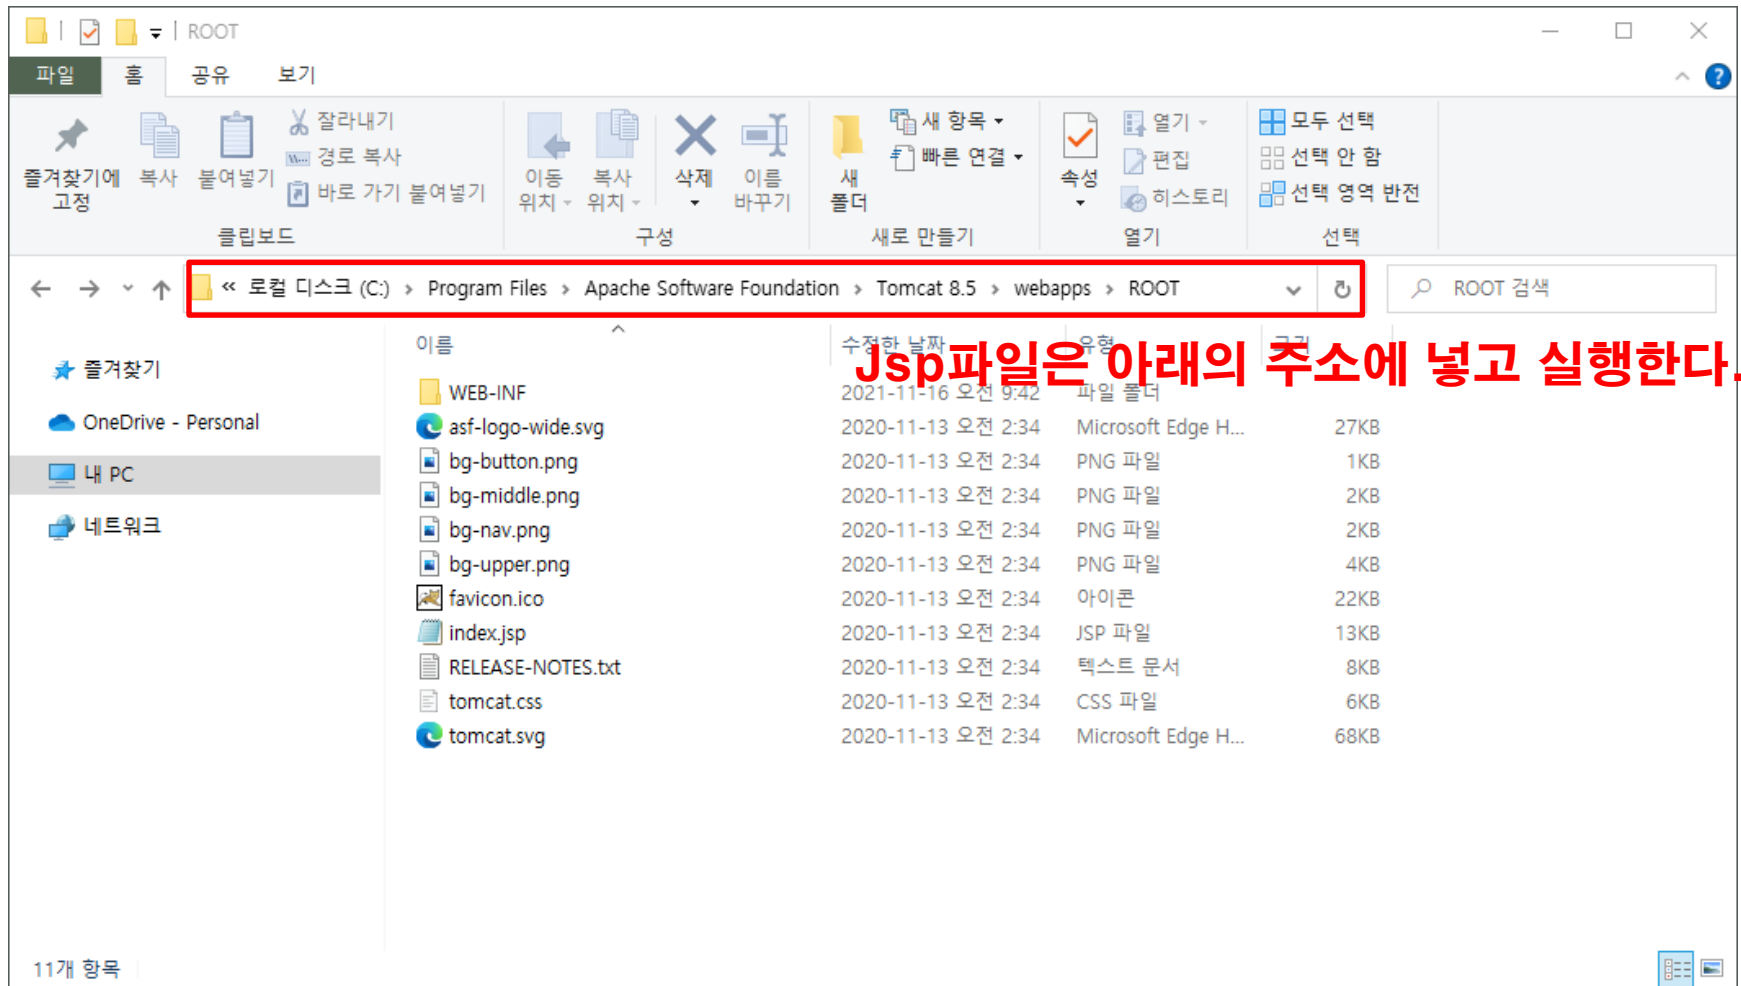 ROOT
파일 홈 공유 보기
즐겨찾기에 고정
복사
붙여넣기
잘라내기
경로 복사
바로 가기 붙여넣기
클립보드
이동 위치
복사 위치
삭제
이름 바꾸기
구성
새 폴더
새 항목
빠른 연결
새로 만들기
속성
열기
편집
히스토리
열기
모두 선택
선택 안 함
선택 영역 반전
선택
« 로컬 디스크 (C:) › Program Files › Apache Software Foundation › Tomcat 8.5 › webapps › ROOT
ROOT 검색
Jsp파일은 아래의 주소에 넣고 실행한다.
즐겨찾기
OneDrive - Personal
내 PC
네트워크
이름 수정한 날짜 유형 크기
WEB-INF 2021-11-16 오전 9:42 파일 폴더
asf-logo-wide.svg 2020-11-13 오전 2:34 Microsoft Edge H... 27KB
bg-button.png 2020-11-13 오전 2:34 PNG 파일 1KB
bg-middle.png 2020-11-13 오전 2:34 PNG 파일 2KB
bg-nav.png 2020-11-13 오전 2:34 PNG 파일 2KB
bg-upper.png 2020-11-13 오전 2:34 PNG 파일 4KB
favicon.ico 2020-11-13 오전 2:34 아이콘 22KB
index.jsp 2020-11-13 오전 2:34 JSP 파일 13KB
RELEASE-NOTES.txt 2020-11-13 오전 2:34 텍스트 문서 8KB
tomcat.css 2020-11-13 오전 2:34 CSS 파일 6KB
tomcat.svg 2020-11-13 오전 2:34 Microsoft Edge H... 68KB
11개 항목